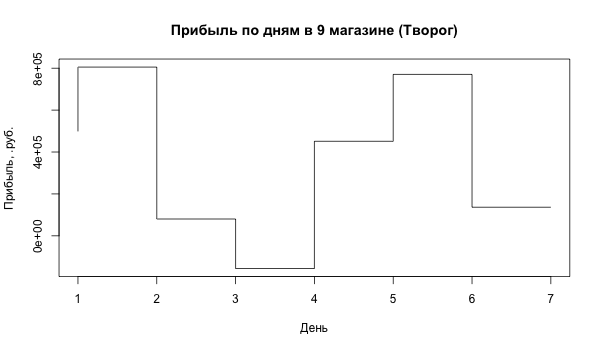 Прибыль по дням в 9 магазине (Творог)
Прибыль, .руб.
8e+05
4e+05
0e+00
1 2 3 4 5 6 7
День